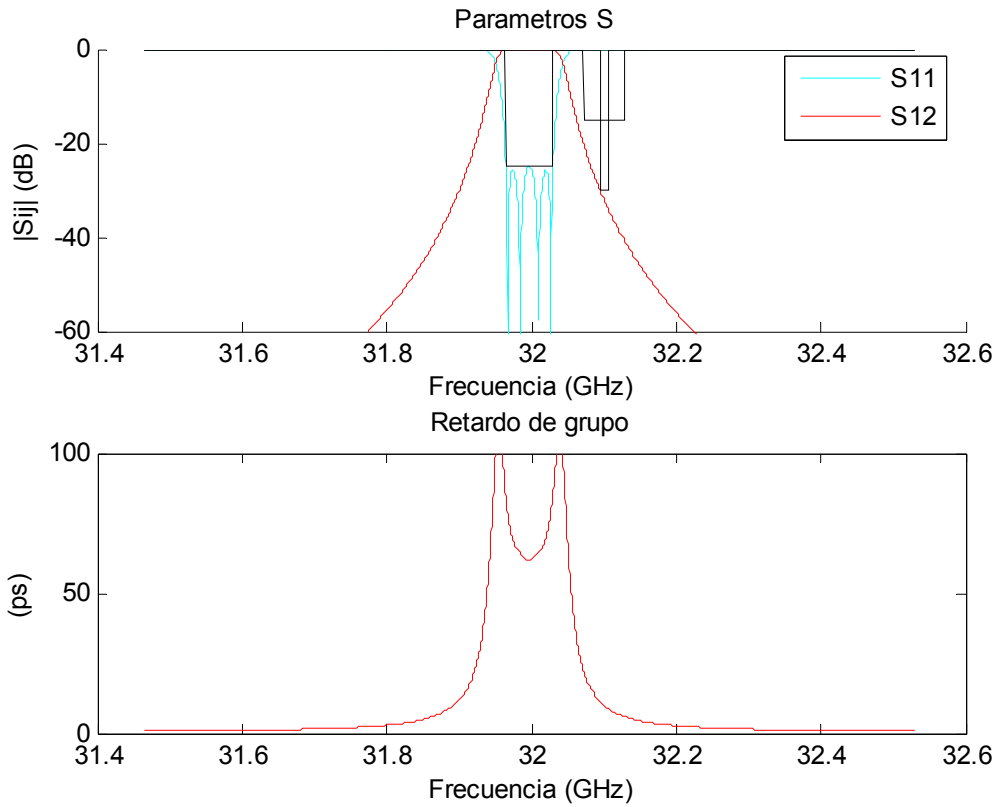 Parametros S
|Sij| (dB)
0
-20
-40
-60
S11
S12
31.4 31.6 31.8 32 32.2 32.4 32.6
Frecuencia (GHz)
Retardo de grupo
(ps)
100
50
0
31.4 31.6 31.8 32 32.2 32.4 32.6
Frecuencia (GHz)